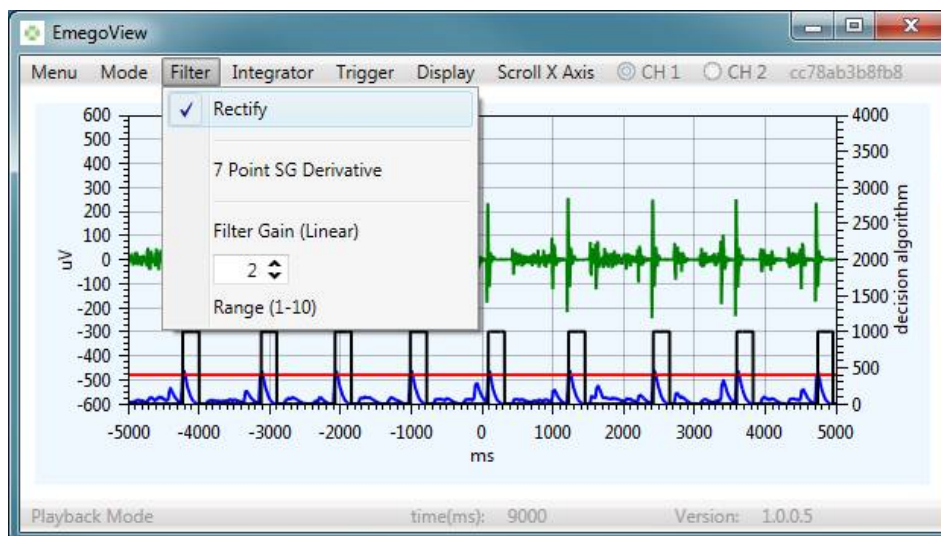 EmegoView
Menu Mode Filter Integrator Trigger Display Scroll X Axis CH 1 CH 2 cc78ab3b8fb8
Rectify
7 Point SG Derivative
Filter Gain (Linear)
2
Range (1-10)
uV
600
500
400
300
200
100
0
-100
-200
-300
-400
-500
-600
4000
3500
3000
2500
2000
1500
1000
500
0
decision algorithm
-5000 -4000 -3000 -2000 -1000 0 1000 2000 3000 4000 5000
ms
Playback Mode time(ms): 9000 Version: 1.0.0.5